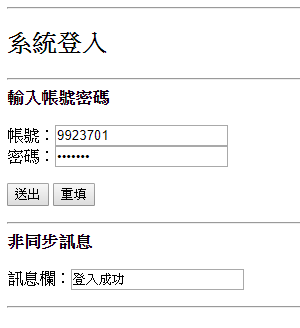 系統登入
輸入帳號密碼
帳號：9923701
密碼：•••••••
送出 重填
非同步訊息
訊息欄：登入成功